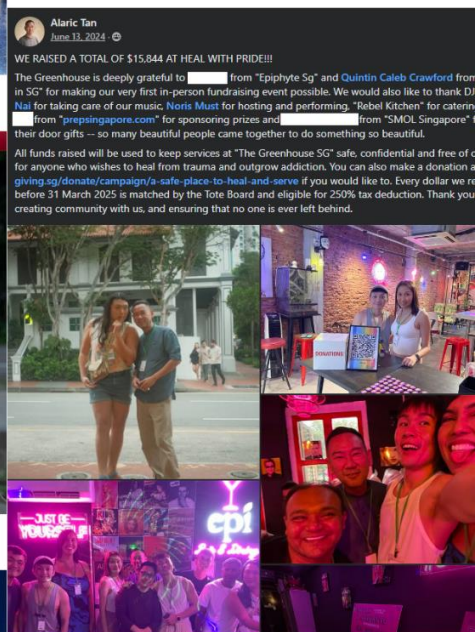 Alaric Tan
June 13, 2024 ·
WE RAISED A TOTAL OF $15,844 AT HEAL WITH PRIDE!!!
The Greenhouse is deeply grateful to from "Epiphyte Sg" and Quintin Caleb Crawford from
in SG" for making our very first in-person fundraising event possible. We would also like to thank DJ
Nai for taking care of our music, Noris Must for hosting and performing, "Rebel Kitchen" for catering
from "prepsingapore.com" for sponsoring prizes and from "SMOL Singapore" f
their door gifts -- so many beautiful people came together to do something so beautiful.
All funds raised will be used to keep services at "The Greenhouse SG" safe, confidential and free of c
for anyone who wishes to heal from trauma and outgrow addiction. You can also make a donation a
giving.sg/donate/campaign/a-safe-place-to-heal-and-serve if you would like to. Every dollar we re
before 31 March 2025 is matched by the Tote Board and eligible for 250% tax deduction. Thank you
creating community with us, and ensuring that no one is ever left behind.
DONATIONS
JUST BE
YOURSELF
epi